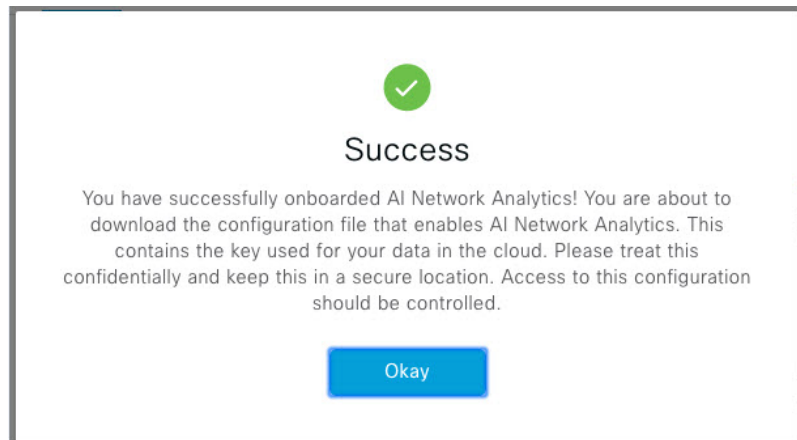 Success
You have successfully onboarded AI Network Analytics! You are about to
download the configuration file that enables AI Network Analytics. This
contains the key used for your data in the cloud. Please treat this
confidentially and keep this in a secure location. Access to this configuration
should be controlled.
Okay